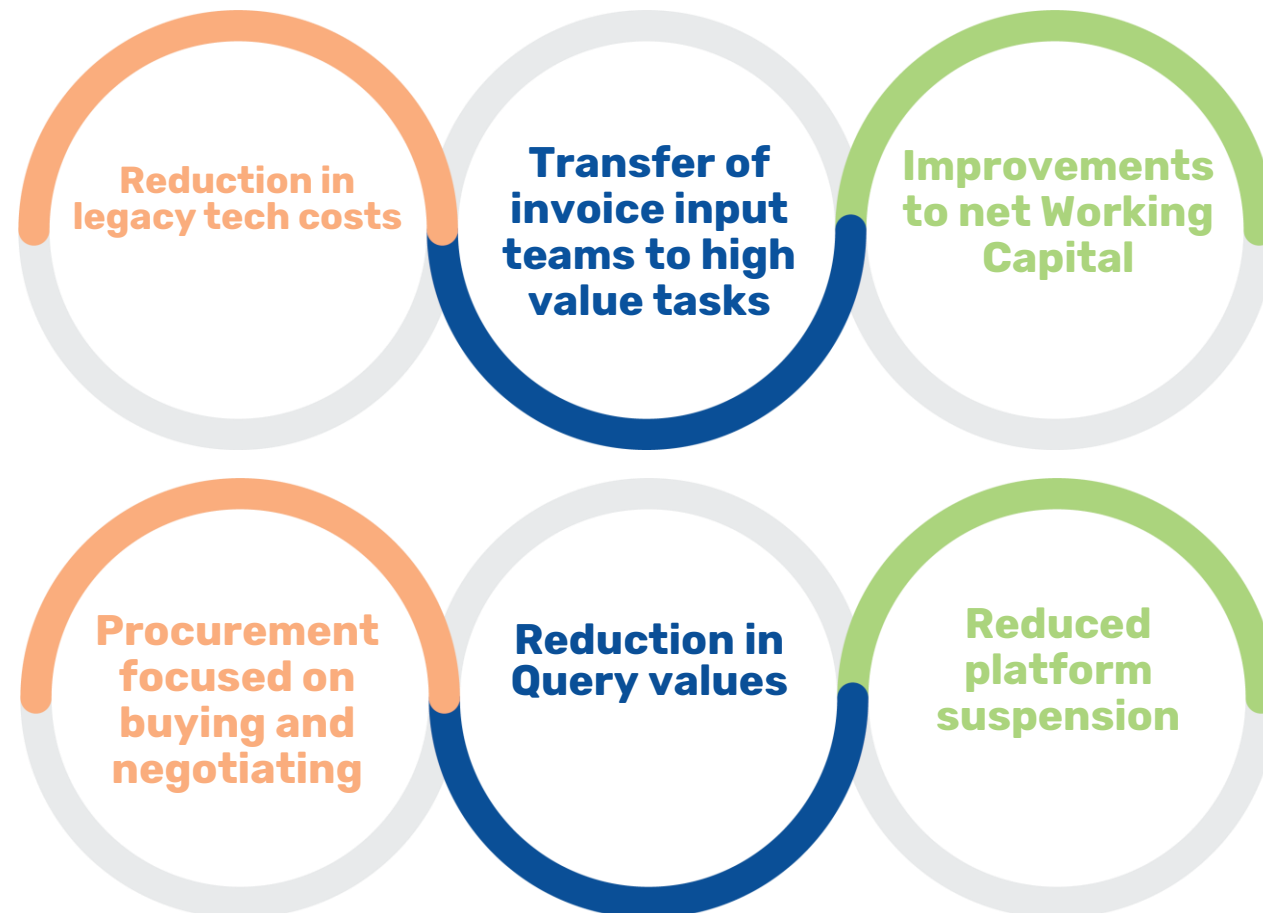 Reduction in
legacy tech costs
Transfer of
invoice input
teams to high
value tasks
Improvements
to net Working
Capital
Procurement
focused on
buying and
negotiating
Reduction in
Query values
Reduced
platform
suspension